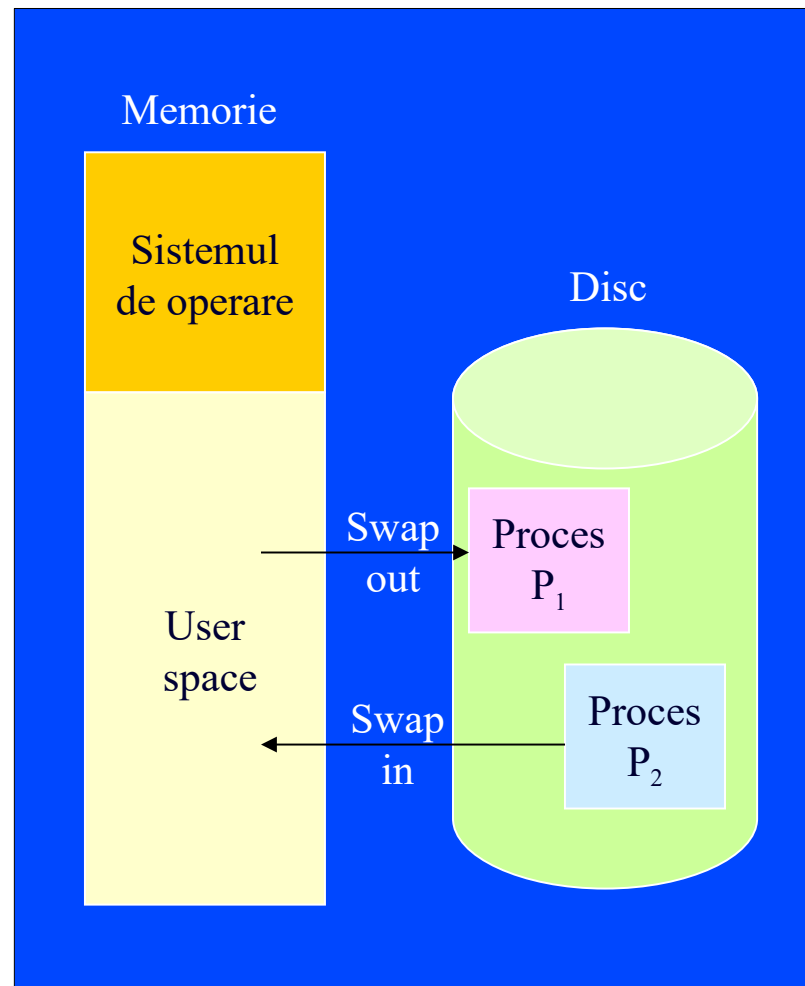 Memorie
Sistemul
de operare
User
space
Disc
Swap
out
Swap
in
Proces
P₁
Proces
P₂